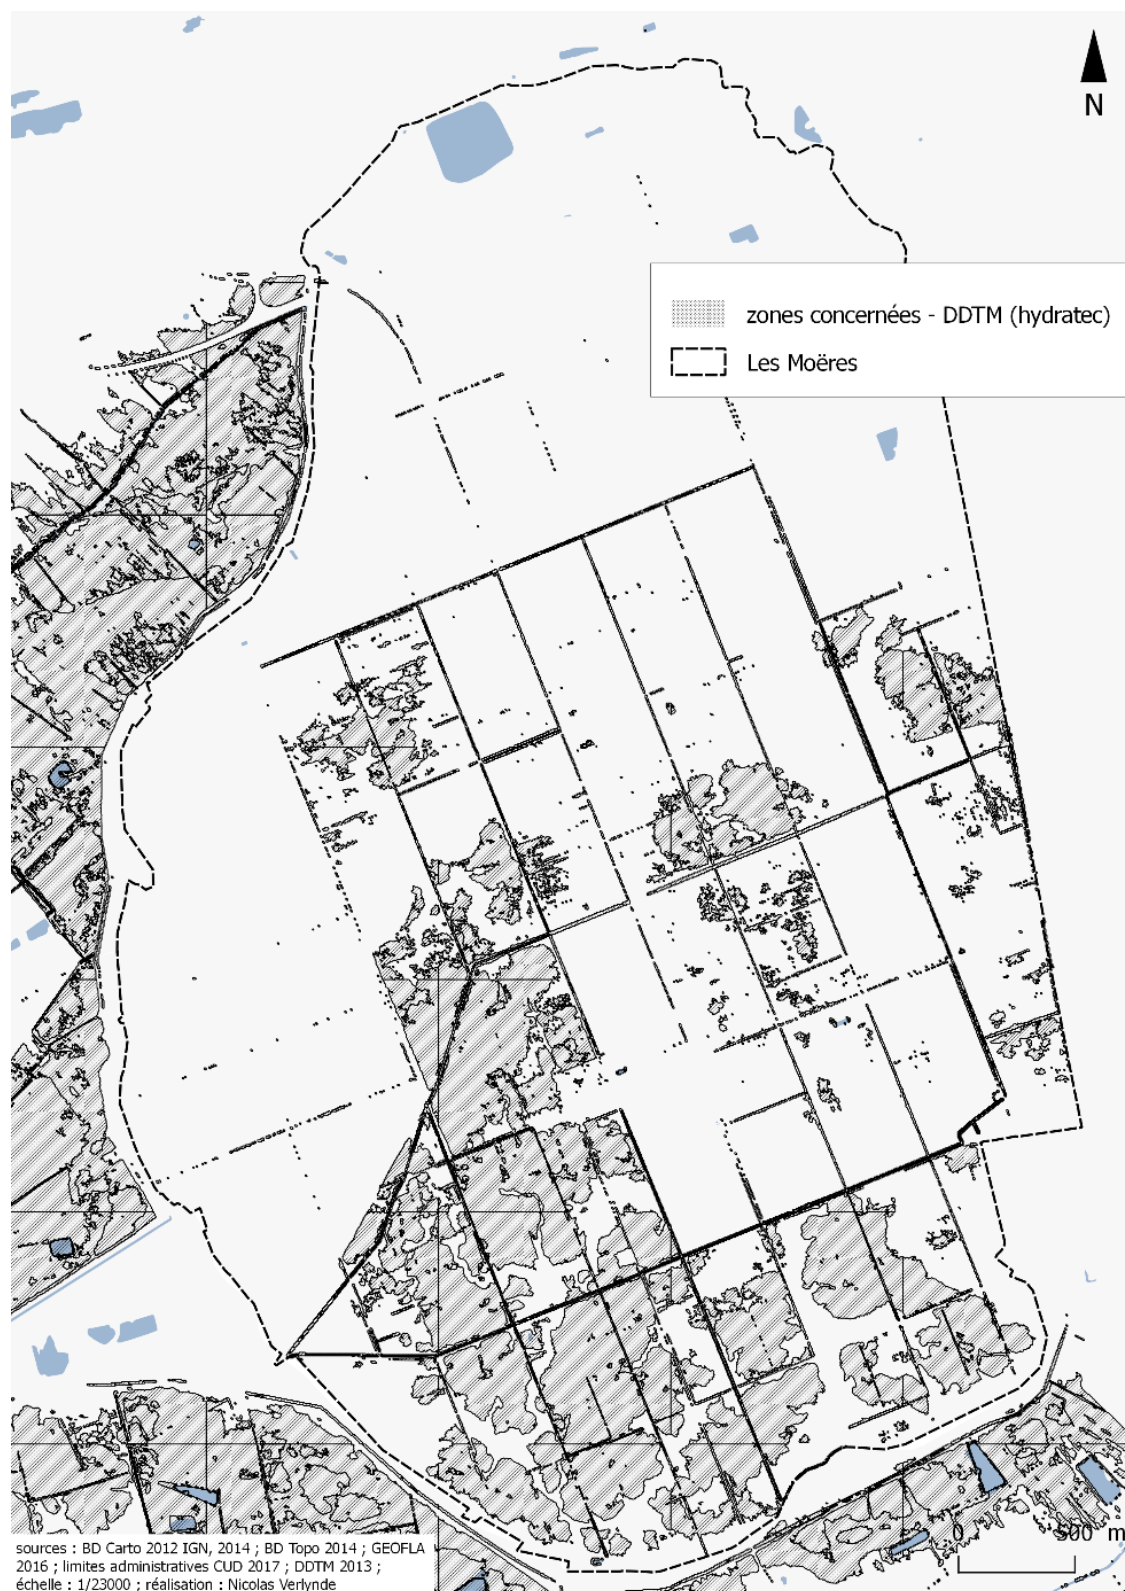 N
zones concernées - DDTM (hydratec)
Les Moëres
0 500 m
sources : BD Carto 2012 IGN, 2014 ; BD Topo 2014 ; GEOFLA
2016 ; limites administratives CUD 2017 ; DDTM 2013 ;
échelle : 1/23000 ; réalisation : Nicolas Verlynde